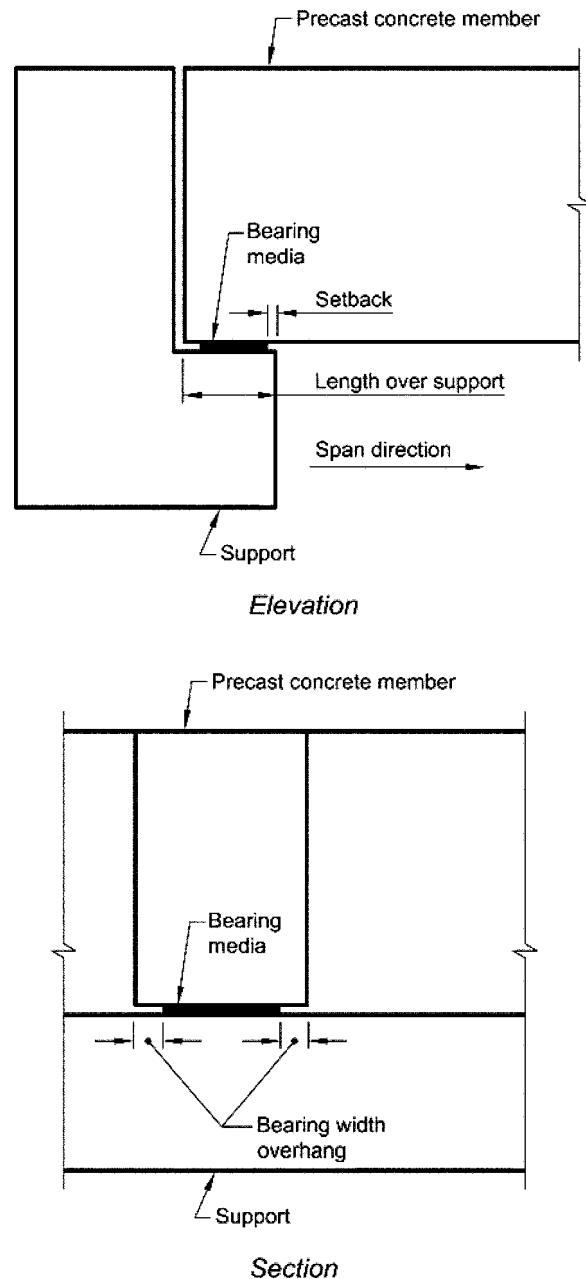 Precast concrete member
Bearing
media
Setback
Length over support
Span direction
Support
Elevation
Precast concrete member
Bearing
media
Bearing width
overhang
Support
Section